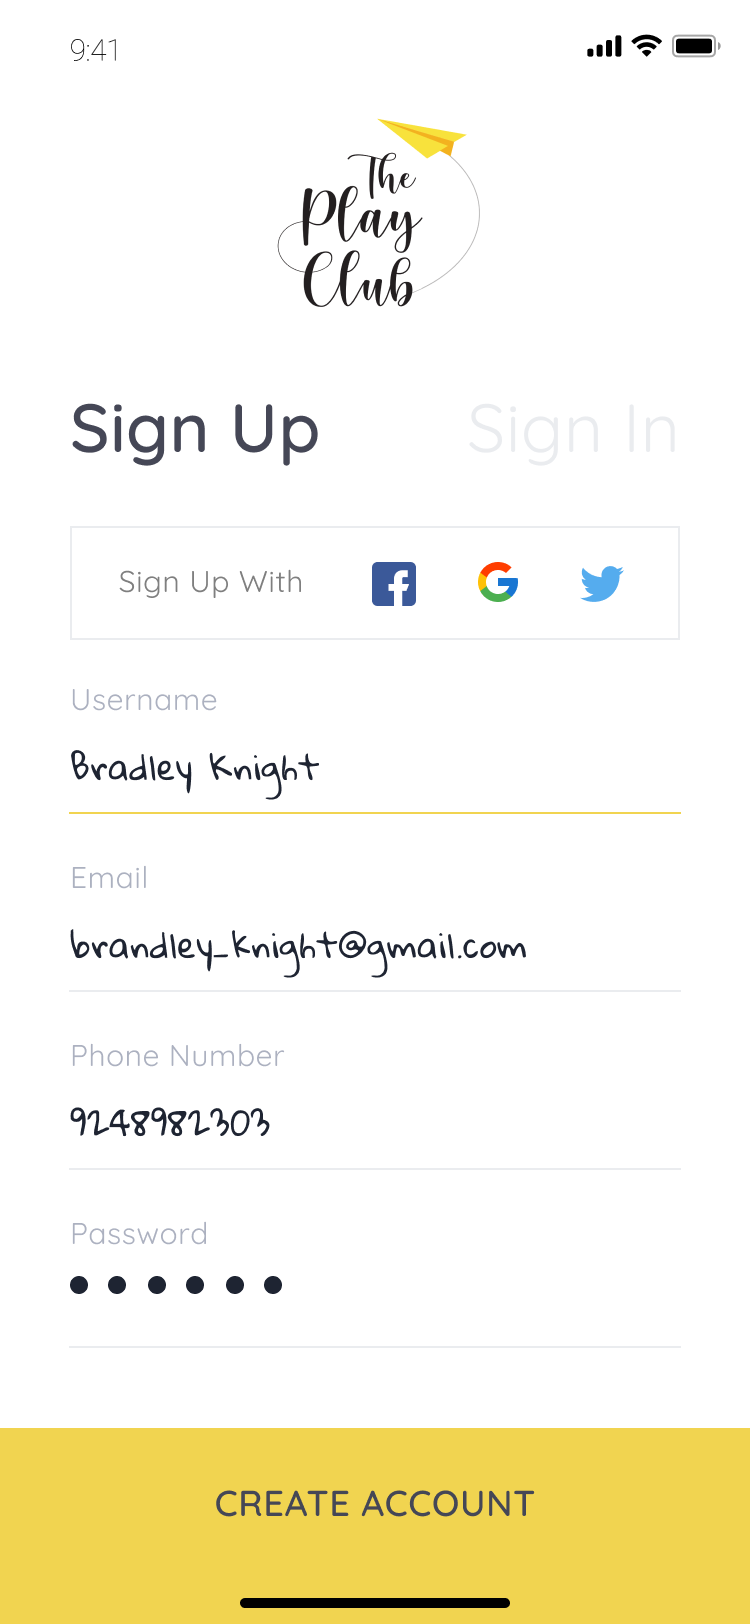 9:41
The
Play
Club
Sign Up Sign In
Sign Up With
Username
Bradley Knight
Email
brandley_knight@gmail.com
Phone Number
9248982303
Password
CREATE ACCOUNT